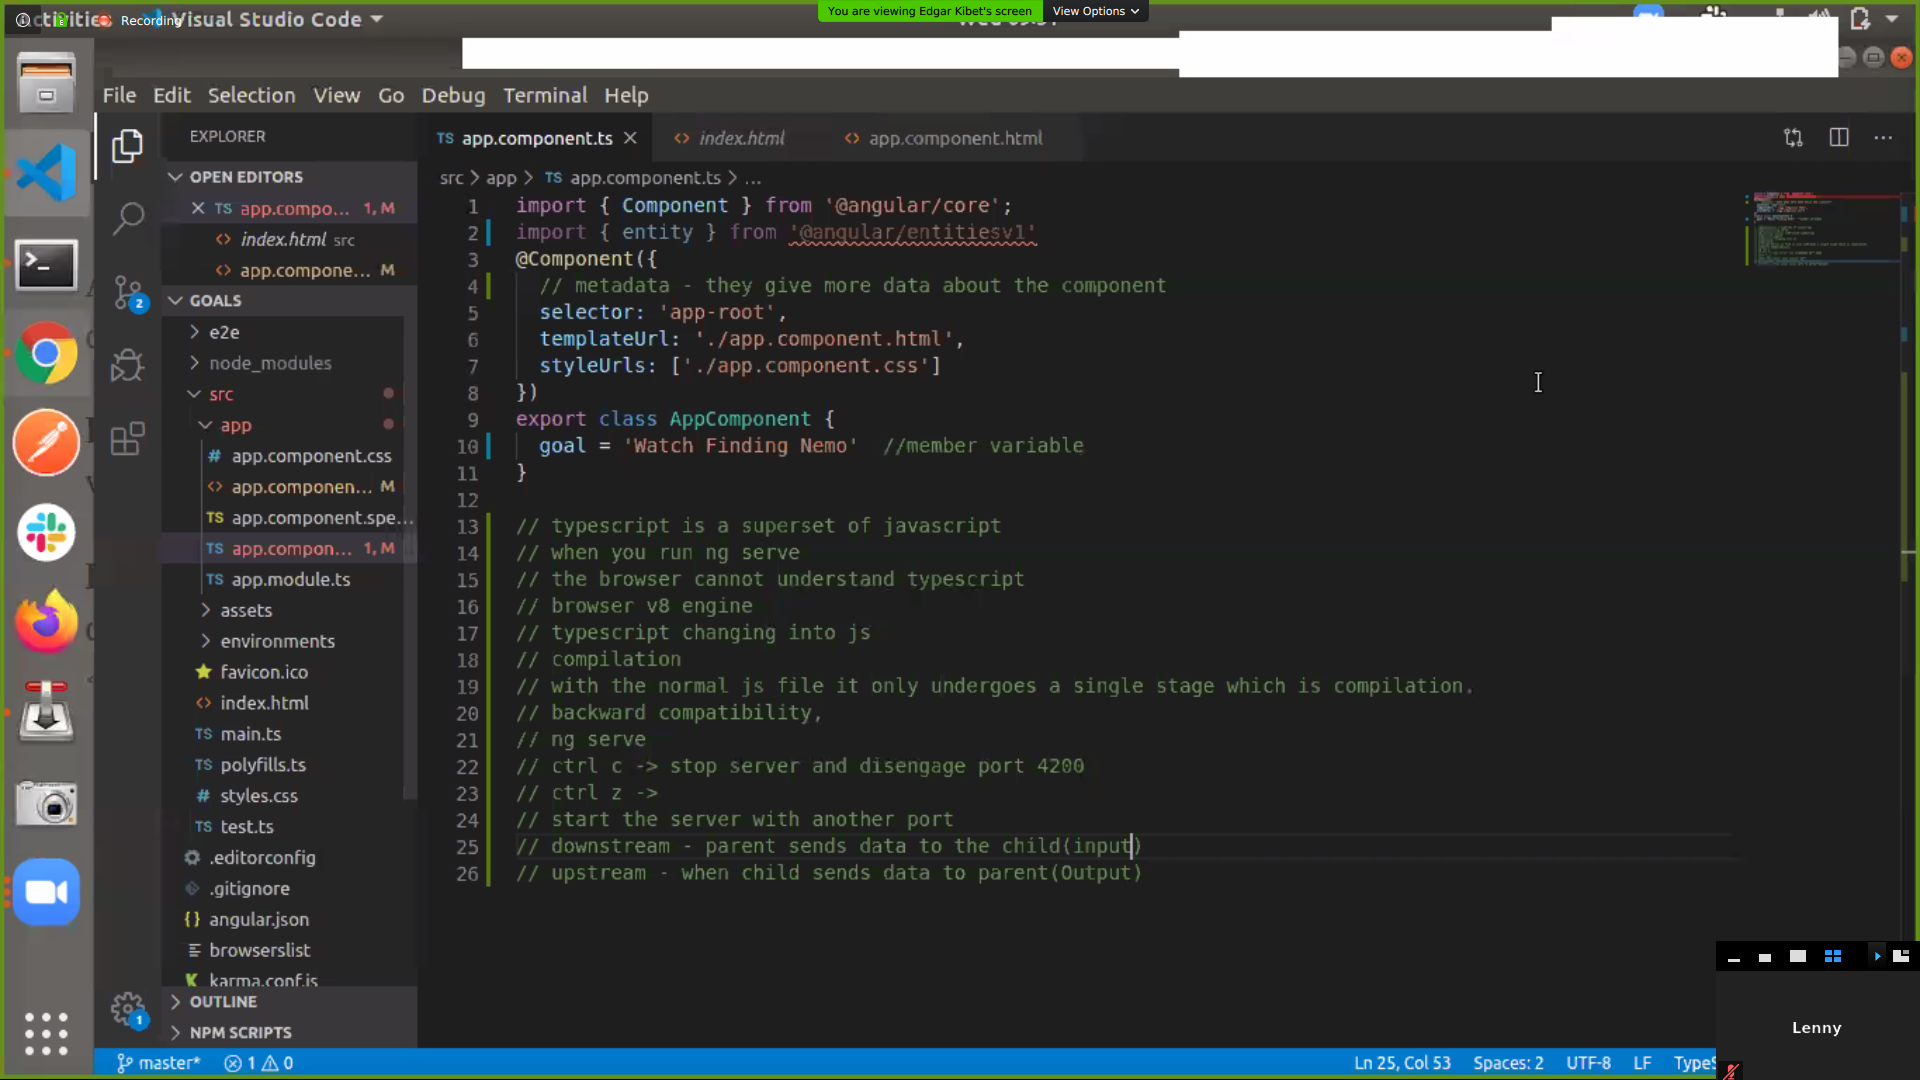 Activities
Recording
Visual Studio Code
You are viewing Edgar Kibet's screen
View Options
File Edit Selection View Go Debug Terminal Help
EXPLORER
OPEN EDITORS
TS app.compo... 1, M
index.html src
app.compone... M
GOALS
e2e
node_modules
src
app
# app.component.css
<> app.componen... M
TS app.component.spe...
TS app.compon... 1, M
TS app.module.ts
assets
environments
favicon.ico
<> index.html
TS main.ts
TS polyfills.ts
# styles.css
TS test.ts
.editorconfig
.gitignore
{} angular.json
browserslist
karma.conf.js
OUTLINE
NPM SCRIPTS
TS app.component.ts
<> index.html
<> app.component.html
src > app > TS app.component.ts > ...
1 import { Component } from '@angular/core';
2 import { entity } from '@angular/entitiesv1'
3 @Component({
4 // metadata - they give more data about the component
5 selector: 'app-root',
6 templateUrl: './app.component.html',
7 styleUrls: ['./app.component.css']
8 })
9 export class AppComponent {
10 goal = 'Watch Finding Nemo' //member variable
11 }
12
13 // typescript is a superset of javascript
14 // when you run ng serve
15 // the browser cannot understand typescript
16 // browser v8 engine
17 // typescript changing into js
18 // compilation
19 // with the normal js file it only undergoes a single stage which is compilation.
20 // backward compatibility,
21 // ng serve
22 // ctrl c -> stop server and disengage port 4200
23 // ctrl z ->
24 // start the server with another port
25 // downstream - parent sends data to the child(input)
26 // upstream - when child sends data to parent(Output)
2
1
master* 1 0
Ln 25, Col 53 Spaces: 2 UTF-8 LF
Lenny